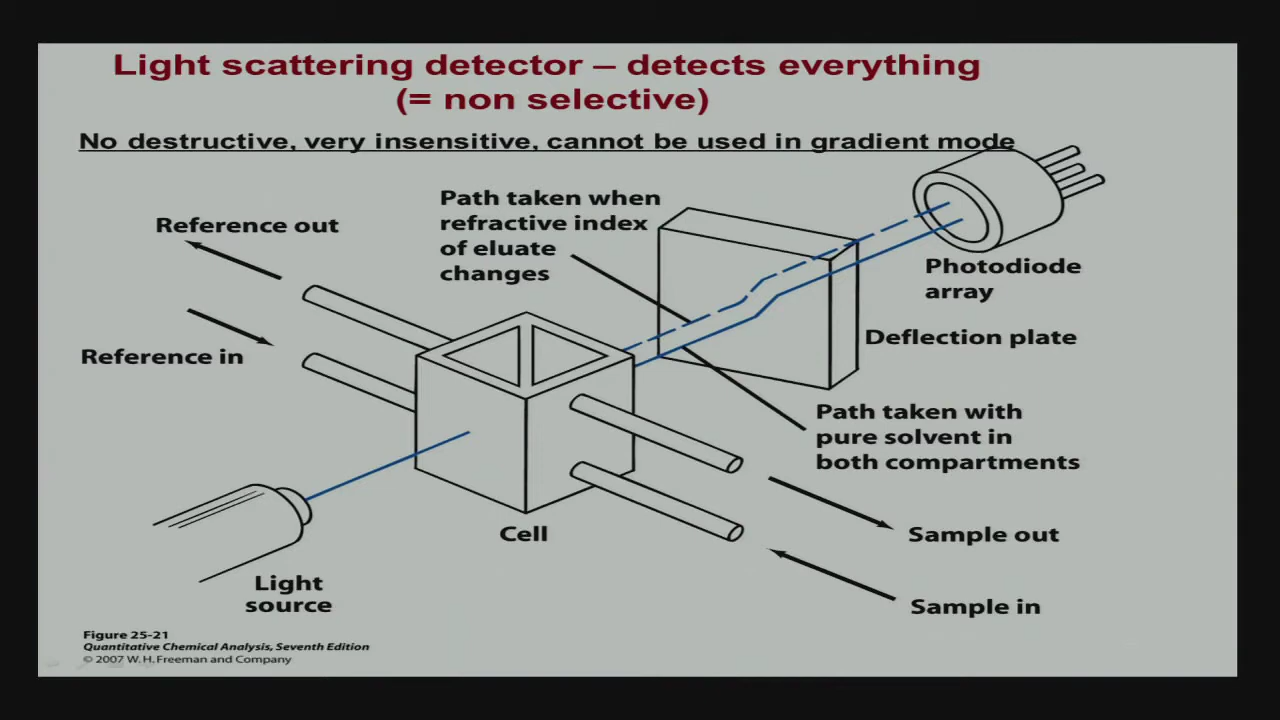 Light scattering detector – detects everything
(= non selective)
No destructive, very insensitive, cannot be used in gradient mode
Path taken when
refractive index
of eluate
changes
Reference out
Reference in
Photodiode
array
Deflection plate
Path taken with
pure solvent in
both compartments
Cell
Sample out
Sample in
Light
source
Figure 25-21
Quantitative Chemical Analysis, Seventh Edition
© 2007 W. H. Freeman and Company